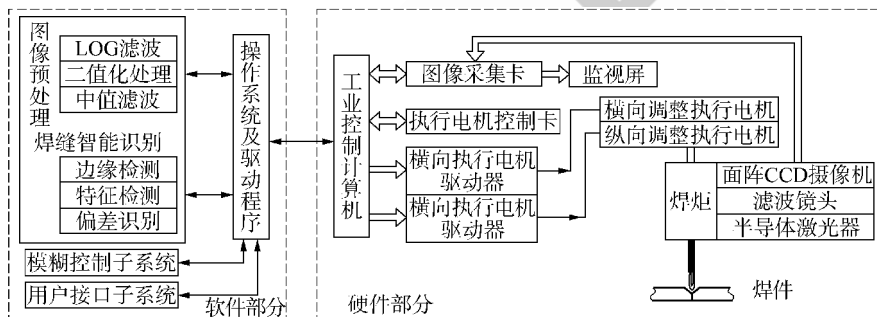 图像预处理
LOG滤波
二值化处理
中值滤波
焊缝智能识别
边缘检测
特征检测
偏差识别
模糊控制子系统
用户接口子系统
操作系统及驱动程序
软件部分
工业控制计算机
图像采集卡
监视屏
执行电机控制卡
横向执行电机
驱动器
横向执行电机
驱动器
横向调整执行电机
纵向调整执行电机
焊炬
面阵CCD摄像机
滤波镜头
半导体激光器
焊件
硬件部分